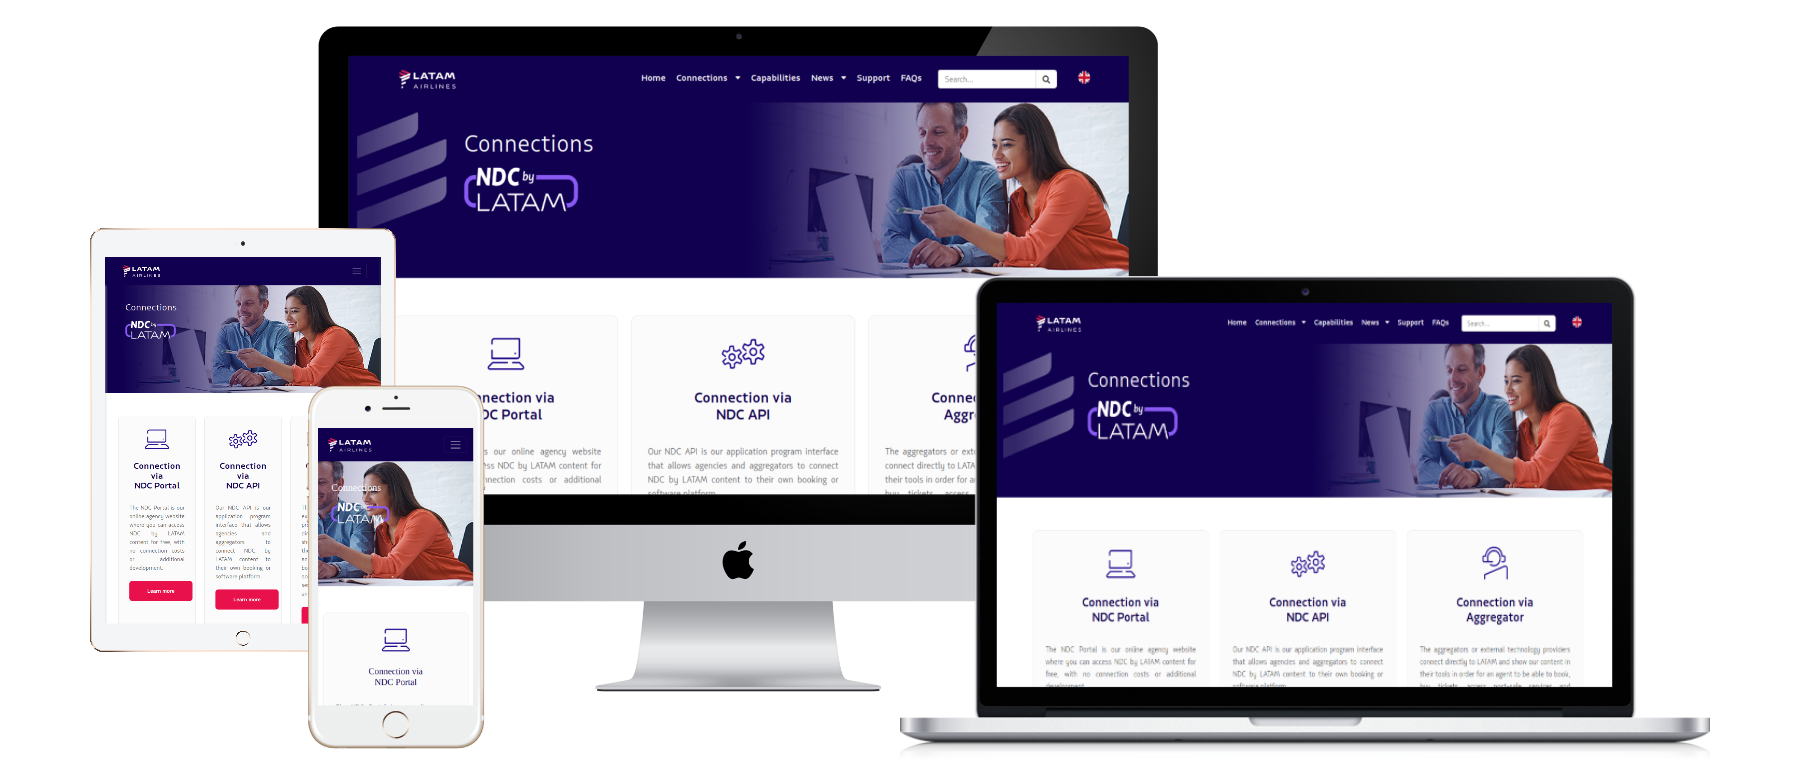 LATAM
AIRLINES
Home Connections Capabilities News Support FAQs
Search...
Connections
NDC by
LATAM
Connection via
NDC API
Our NDC API is our application program interface
that allows agencies and aggregators to connect
NDC by LATAM content to their own booking or
software platform
The aggregators or
connect directly to
their tools in order for
buy tickets, access
s our online agency website
NDC by LATAM content for
costs or additional
LATAM
AIRLINES
Connections
NDC by
LATAM
Connection
via
NDC Portal
The NDC Portal is our
online agency website
where you can access
NDC by LATAM
content for free, with
no connection costs
or additional
development.
Learn more
Connection
via
NDC API
Our NDC API is our
application program
interface that allows
agencies and
aggregators to
connect NDC by
LATAM content to
their own booking or
software platform.
Learn more
LATAM
AIRLINES
Connections
NDC by
LATAM
Connection via
NDC Portal
LATAM
AIRLINES
Home Connections Capabilities News Support FAQs
Search...
Connections
NDC by
LATAM
Connection via
NDC Portal
The NDC Portal is our online agency website
where you can access NDC by LATAM content for
free, with no connection costs or additional
development.
Connection via
NDC API
Our NDC API is our application program interface
that allows agencies and aggregators to connect
NDC by LATAM content to their own booking or
software platform
Connection via
Aggregator
The aggregators or external technology providers
connect directly to LATAM and show our content in
their tools in order for an agent to be able to book,
buy tickets, access post-sale services and